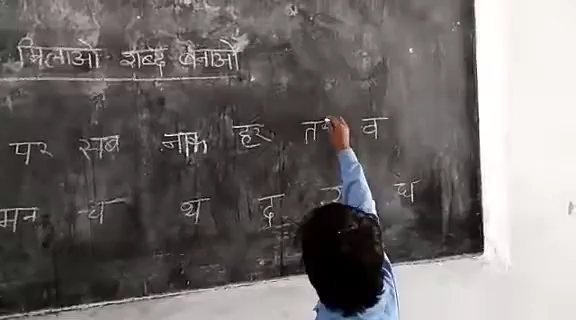 मिलाओ शब्द बनाओ
पर सब नाक हर त व
मन य थ द च